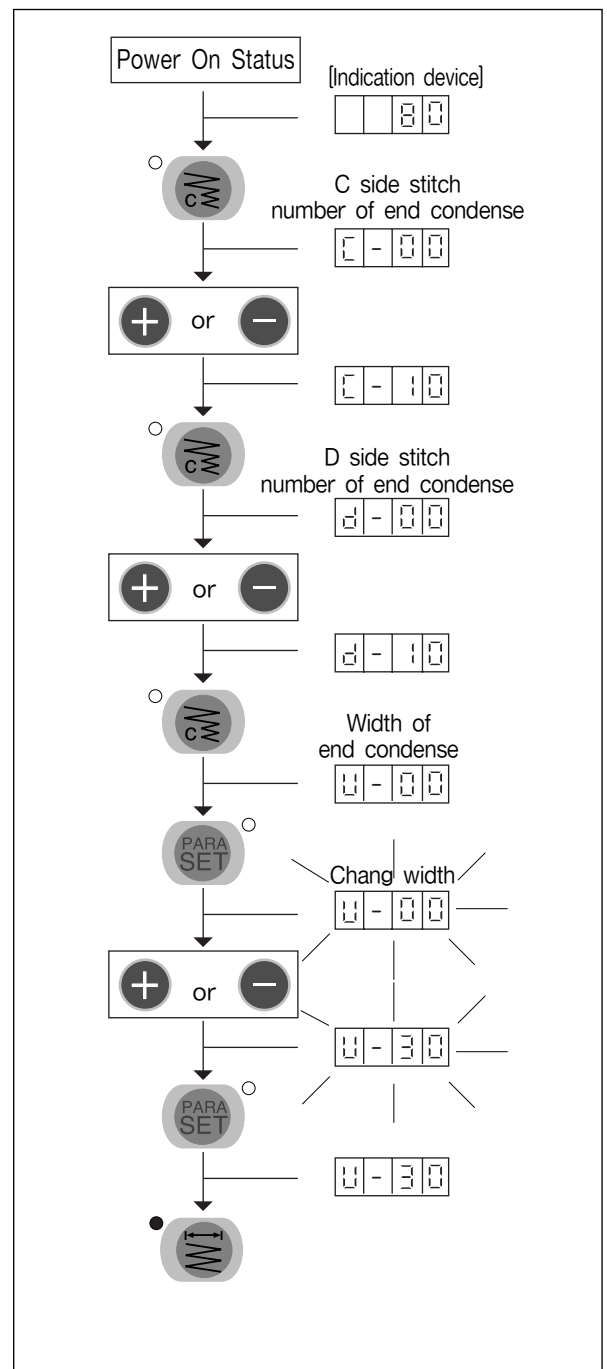 Power On Status
[Indication device]
80
C
C side stitch
number of end condense
C-00
+ or −
C-10
C
D side stitch
number of end condense
d-00
+ or −
d-10
C
Width of
end condense
U-00
PARA
SET
Chang width
U-00
+ or −
U-30
PARA
SET
U-30